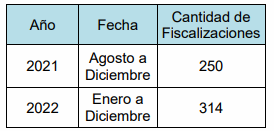 Año Fecha Cantidad de
Fiscalizaciones
2021 Agosto a
Diciembre 250
2022 Enero a
Diciembre 314